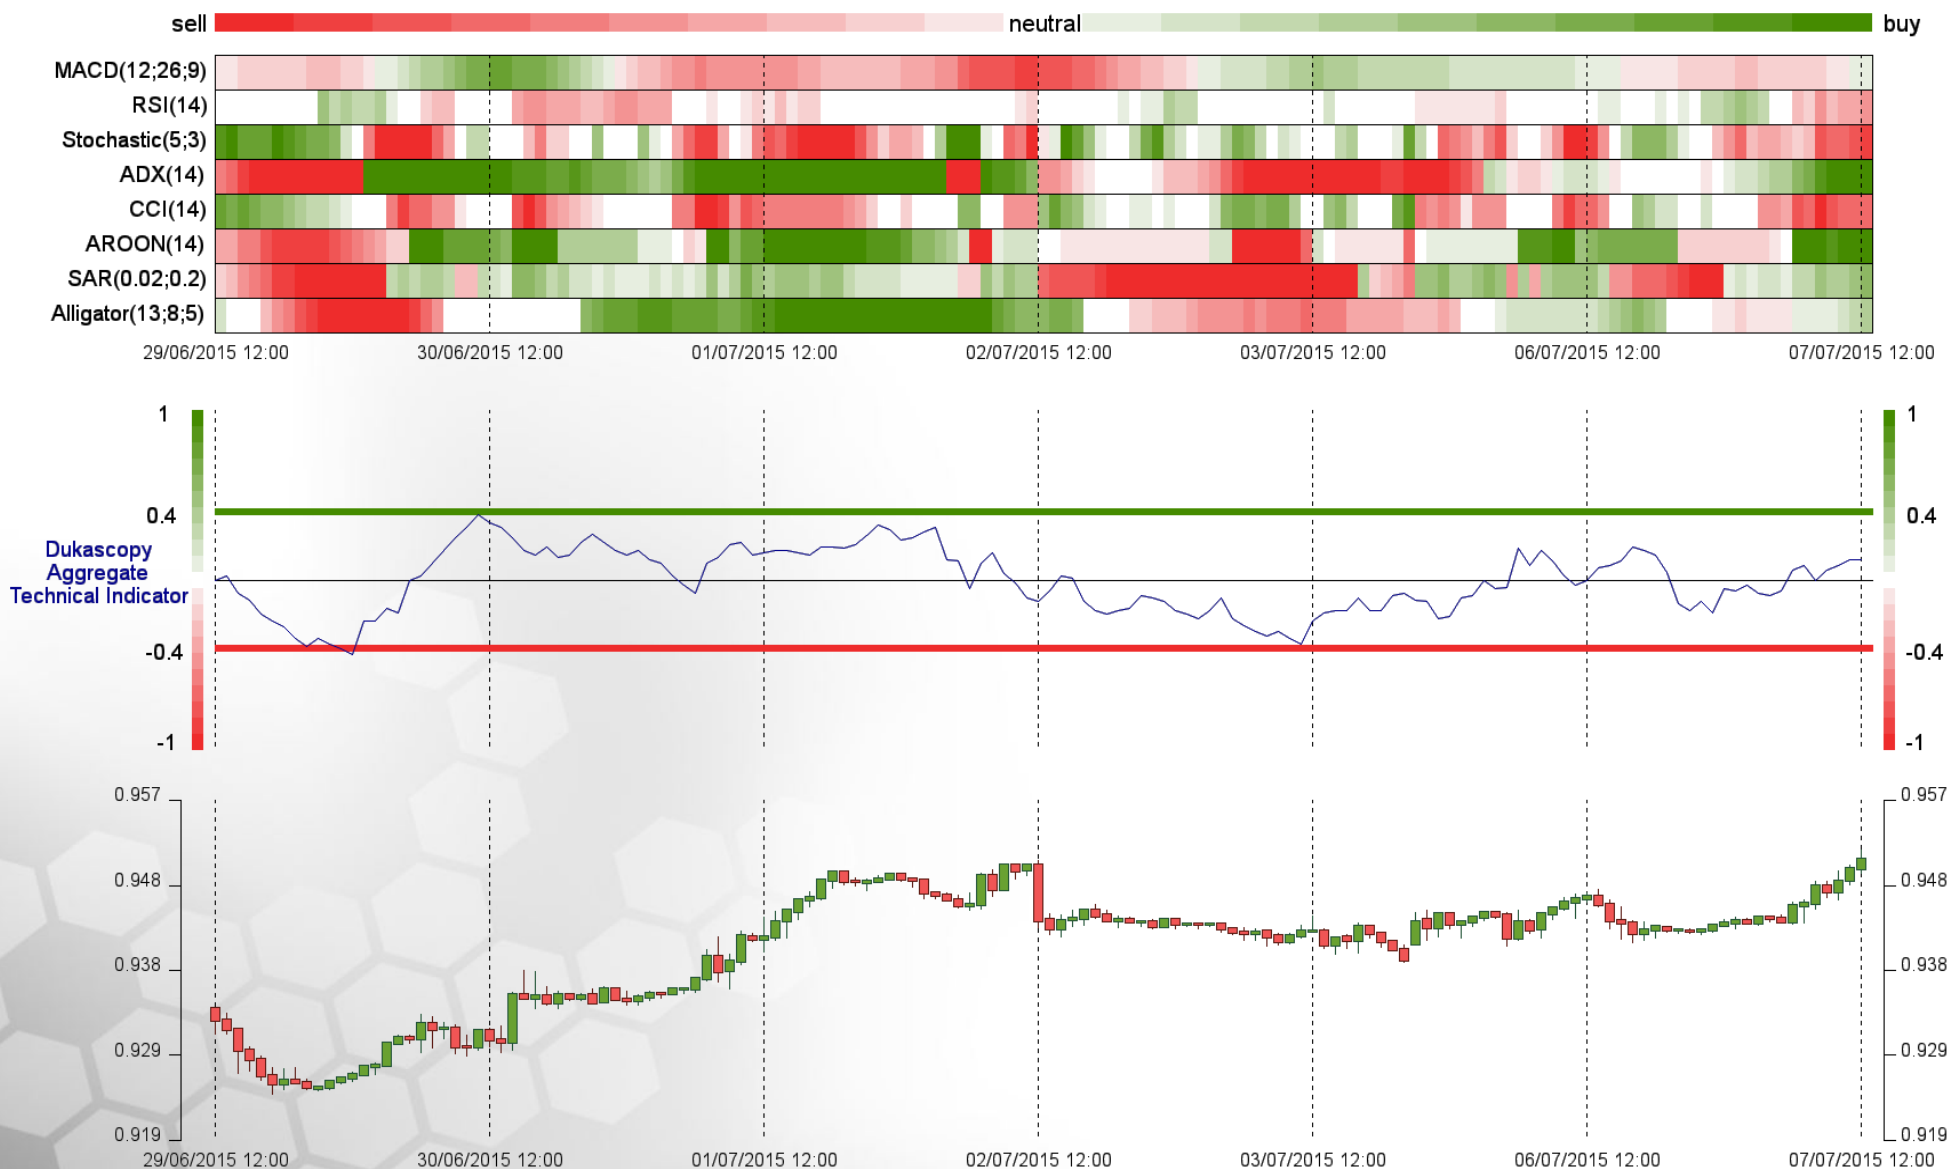 sell neutral buy
MACD(12;26;9)
RSI(14)
Stochastic(5;3)
ADX(14)
CCI(14)
AROON(14)
SAR(0.02;0.2)
Alligator(13;8;5)
29/06/2015 12:00 30/06/2015 12:00 01/07/2015 12:00 02/07/2015 12:00 03/07/2015 12:00 06/07/2015 12:00 07/07/2015 12:00
1 1
0.4 0.4
Dukascopy
Aggregate
Technical Indicator
-0.4 -0.4
-1 -1
0.957 0.957
0.948 0.948
0.938 0.938
0.929 0.929
0.919 0.919
29/06/2015 12:00 30/06/2015 12:00 01/07/2015 12:00 02/07/2015 12:00 03/07/2015 12:00 06/07/2015 12:00 07/07/2015 12:00